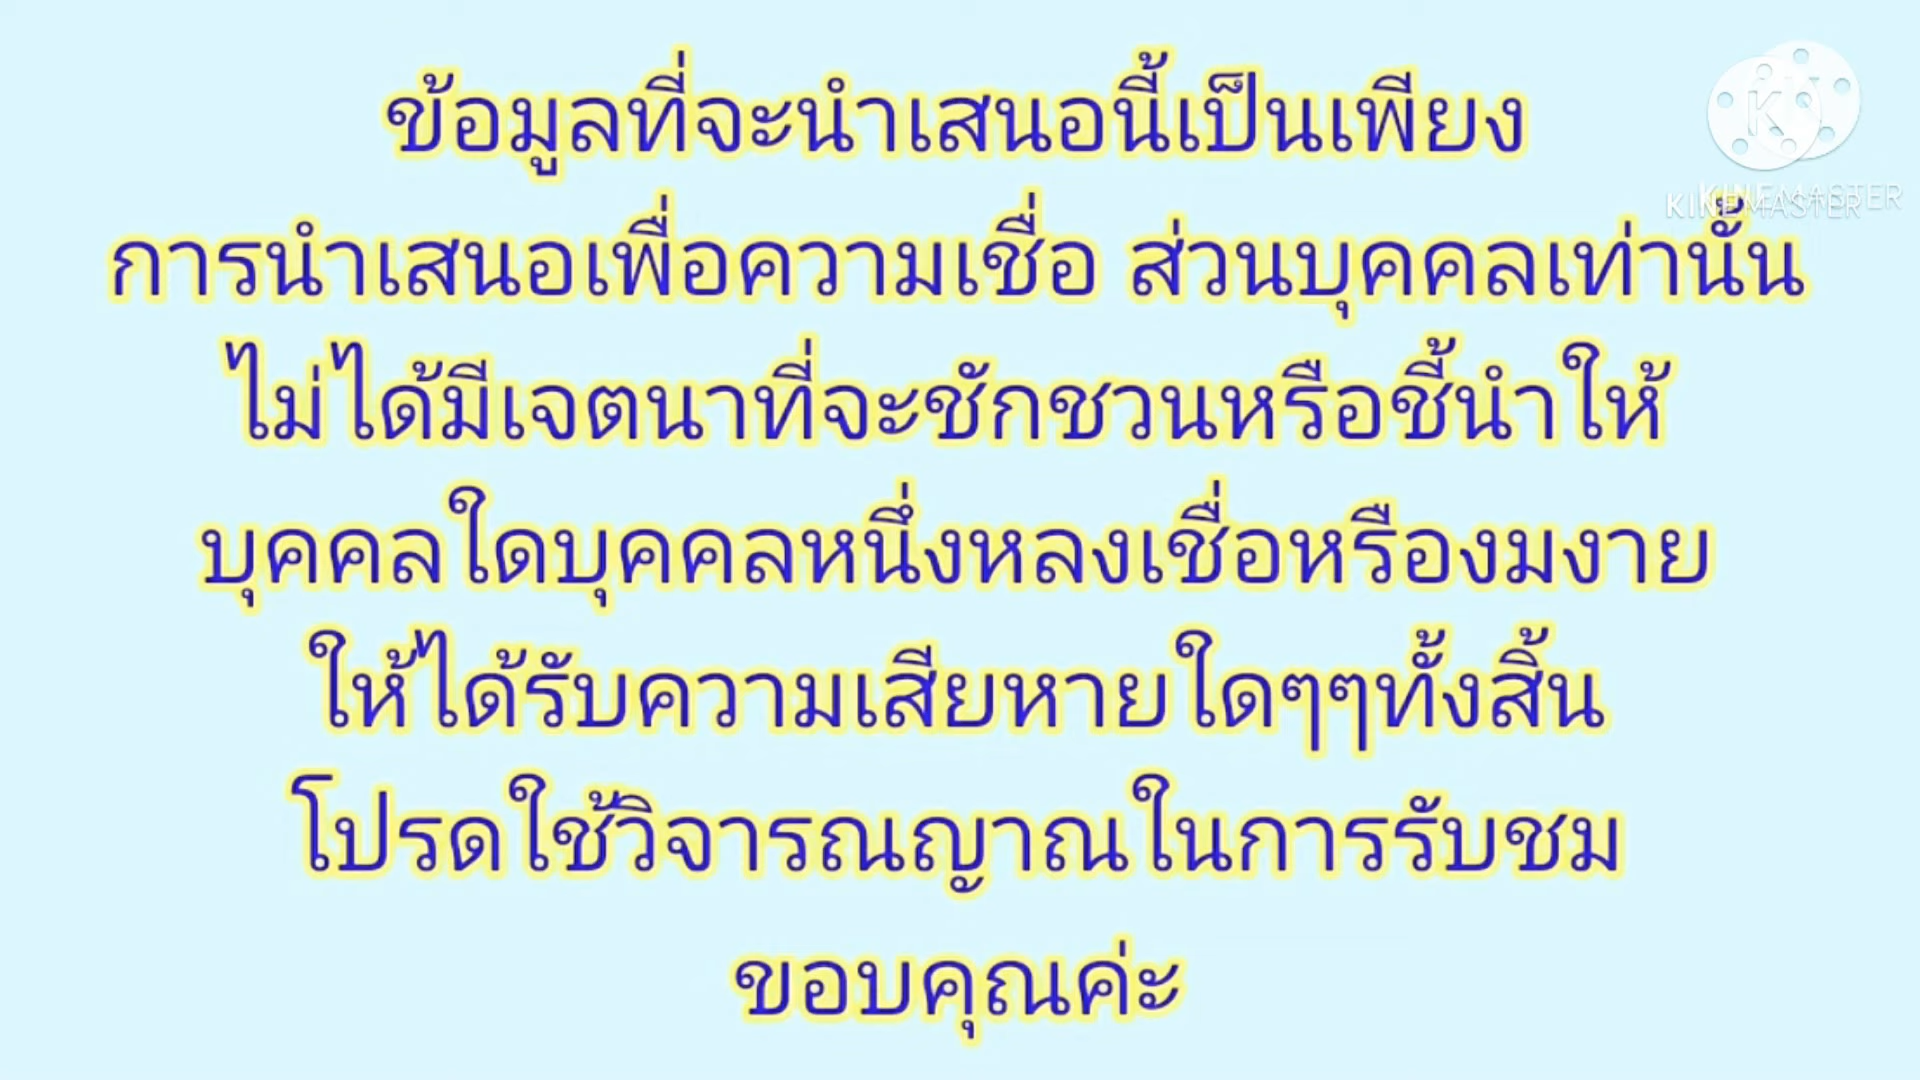 ข้อมูลที่จะนำเสนอนี้เป็นเพียง
KINEMASTER
KINEMASTER
การนำเสนอเพื่อความเชื่อ ส่วนบุคคลเท่านั้น
ไม่ได้มีเจตนาที่จะชักชวนหรือชี้นำให้
บุคคลใดบุคคลหนึ่งหลงเชื่อหรืองมงาย
ให้ได้รับความเสียหายใดๆๆทั้งสิ้น
โปรดใช้วิจารณญาณในการรับชม
ขอบคุณค่ะ